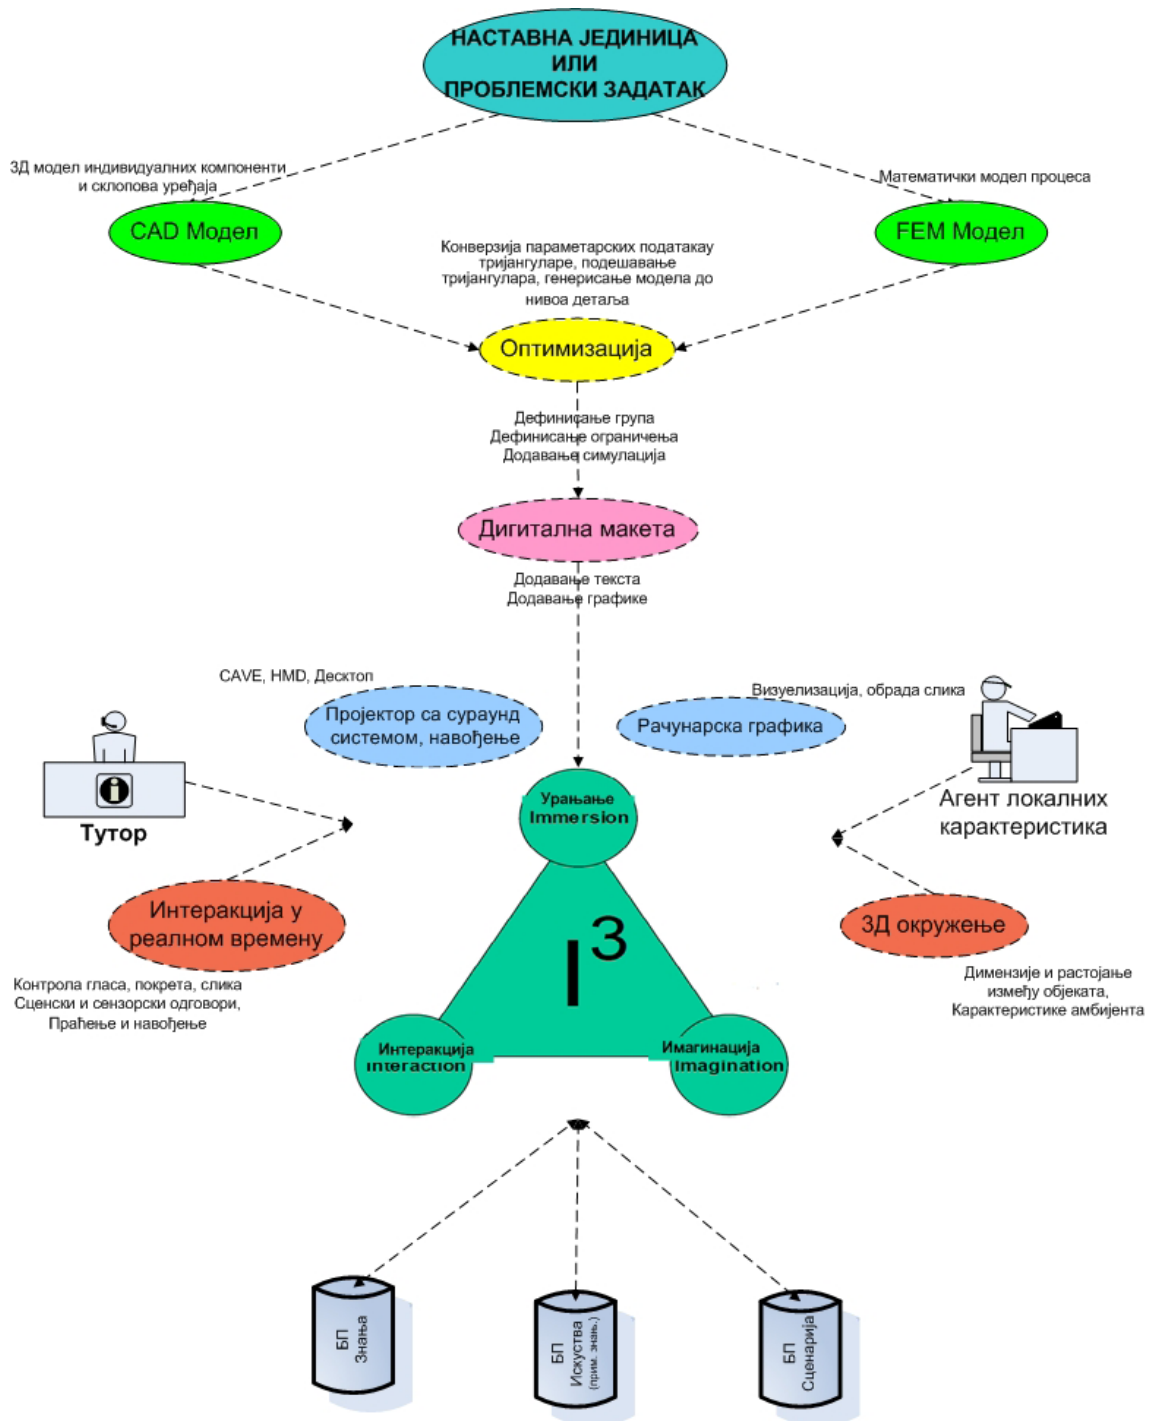 НАСТАВНА ЈЕДИНИЦА
ИЛИ
ПРОБЛЕМСКИ ЗАДАТАК
3Д модел индивидуалних компоненти
и склопова уређаја
Математички модел процеса
CAD Модел
FEM Модел
Конверзија параметарских податакау
тријангуларе, подешавање
тријангулара, генерисање модела до
нивоа детаља
Оптимизација
Дефинисање група
Дефинисање ограничења
Додавање симулација
Дигитална макета
Додавање текста
Додавање графике
CAVE, HMD, Десктоп
Пројектор са сураунд
системом, навођење
Визуелизација, обрада слика
Рачунарска графика
Тутор
Агент локалних
карактеристика
Урањање
Immersion
Интеракција у
реалном времену
3Д окружење
I³
Контрола гласа, покрета, слика
Сценски и сензорски одговори,
Праћење и навођење
Димензије и растојање
између објеката,
Карактеристике амбијента
Интеракција
Interaction
Имагинација
Imagination
БП
Знања
БП
Искуства
(прим. знањ.)
БП
Сценарија